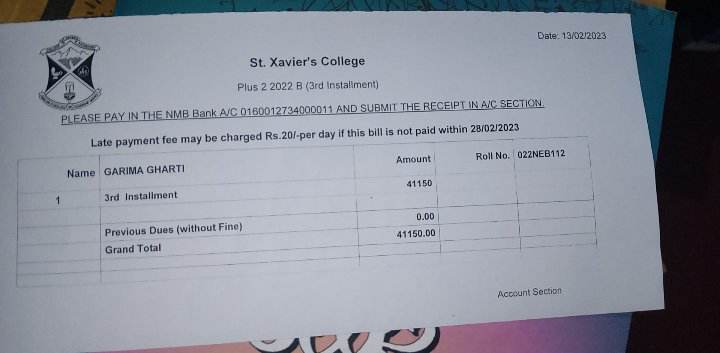 Date: 13/02/2023
St. Xavier's College
Plus 2 2022 B (3rd Installment)
PLEASE PAY IN THE NMB Bank A/C 0160012734000011 AND SUBMIT THE RECEIPT IN A/C SECTION.
Late payment fee may be charged Rs.20/-per day if this bill is not paid within 28/02/2023
Name GARIMA GHARTI Amount Roll No. 022NEB112
1 3rd Installment 41150
Previous Dues (without Fine) 0.00
Grand Total 41150.00
Account Section